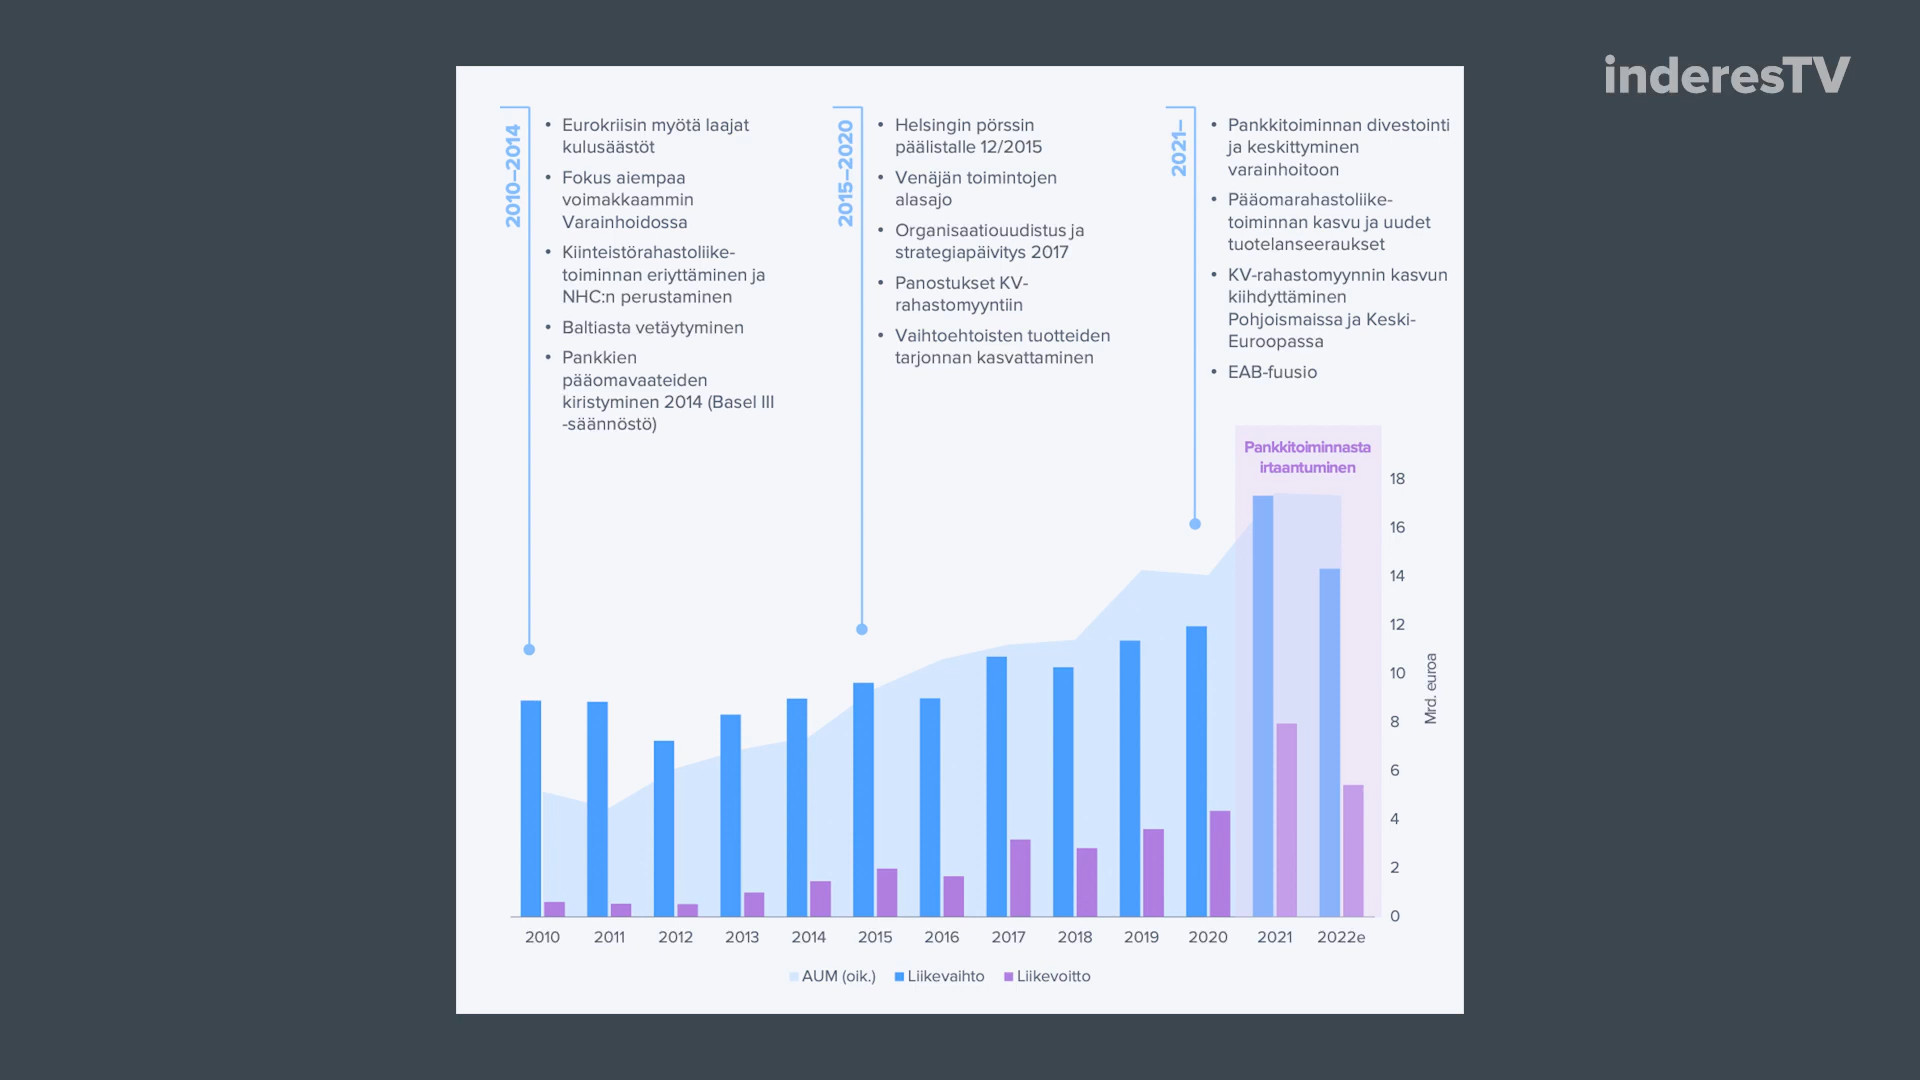 inderesTV
2010–2014
• Eurokriisin myötä laajat
kulusäästöt
• Fokus aiempaa
voimakkaammin
Varainhoidossa
• Kiinteistörahastoliike-
toiminnan eriyttäminen ja
NHC:n perustaminen
• Baltiasta vetäytyminen
• Pankkien
pääomavaateiden
kiristyminen 2014 (Basel III
-säännöstö)
2015–2020
• Helsingin pörssin
päälistalle 12/2015
• Venäjän toimintojen
alasajo
• Organisaatiouudistus ja
strategiapäivitys 2017
• Panostukset KV-
rahastomyyntiin
• Vaihtoehtoisten tuotteiden
tarjonnan kasvattaminen
2021–
• Pankkitoiminnan divestointi
ja keskittyminen
varainhoitoon
• Pääomarahastoliike-
toiminnan kasvu ja uudet
tuotelanseeraukset
• KV-rahastomyynnin kasvun
kiihdyttäminen
Pohjoismaissa ja Keski-
Euroopassa
• EAB-fuusio
Pankkitoiminnasta
irtaantuminen
18
16
14
12
10
8
6
4
2
0
Mrd. euroa
2010 2011 2012 2013 2014 2015 2016 2017 2018 2019 2020 2021 2022e
AUM (oik.) Liikevaihto Liikevoitto